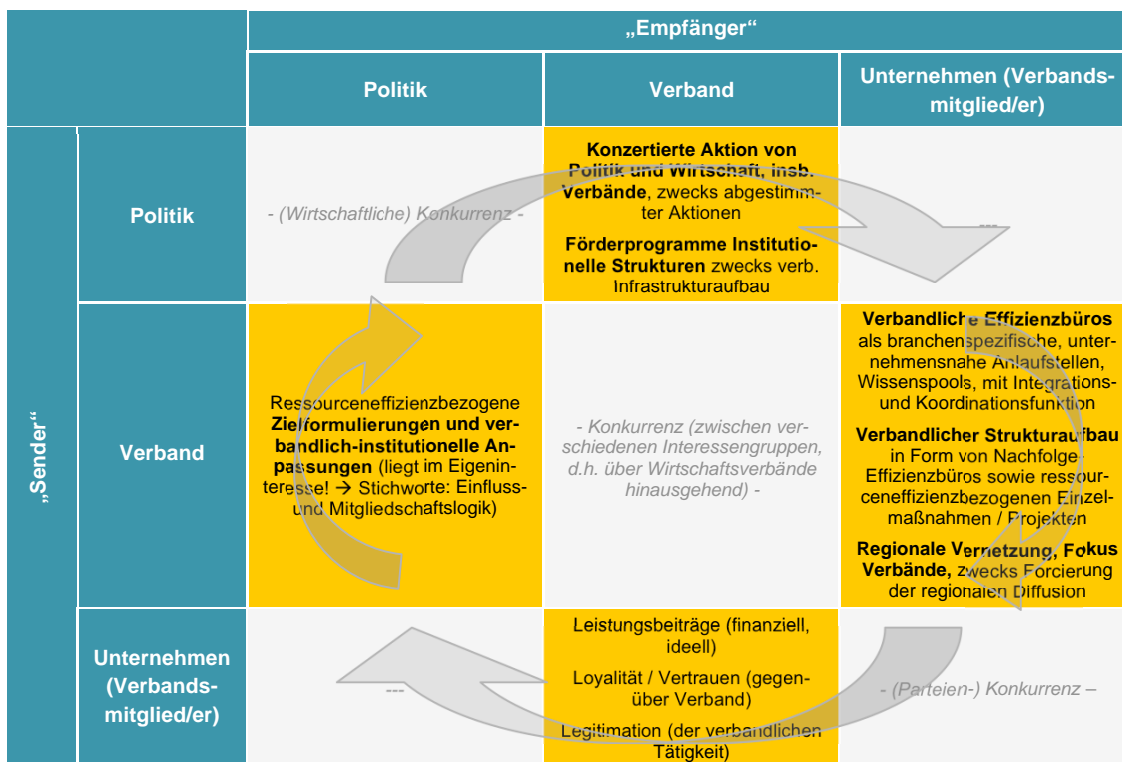 „Empfänger“
Politik
Verband
Unternehmen (Verbands-
mitglied/er)
„Sender“
Politik
- (Wirtschaftliche) Konkurrenz -
Konzertierte Aktion von
Politik und Wirtschaft, insb.
Verbände, zwecks abgestimm-
ter Aktionen
Förderprogramme Institutio-
nelle Strukturen zwecks verb.
Infrastrukturaufbau
---
Verband
Ressourceneffizienzbezogene
Zielformulierungen und ver-
bandlich-institutionelle An-
passungen (liegt im Eigenin-
teresse! → Stichworte: Einfluss-
und Mitgliedschaftslogik)
- Konkurrenz (zwischen ver-
schiedenen Interessengruppen,
d.h. über Wirtschaftsverbände
hinausgehend) -
Verbandliche Effizienzbüros
als branchenspezifische, unter-
nehmensnahe Anlaufstellen,
Wissenspools, mit Integrations-
und Koordinationsfunktion
Verbandlicher Strukturaufbau
in Form von Nachfolge-
Effizienzbüros sowie ressour-
ceneffizienzbezogenen Einzel-
maßnahmen / Projekten
Regionale Vernetzung, Fokus
Verbände, zwecks Forcierung
der regionalen Diffusion
Unternehmen
(Verbands-
mitglied/er)
---
Leistungsbeiträge (finanziell,
ideell)
Loyalität / Vertrauen (gegen-
über Verband)
Legitimation (der verbandlichen
Tätigkeit)
- (Parteien-) Konkurrenz –